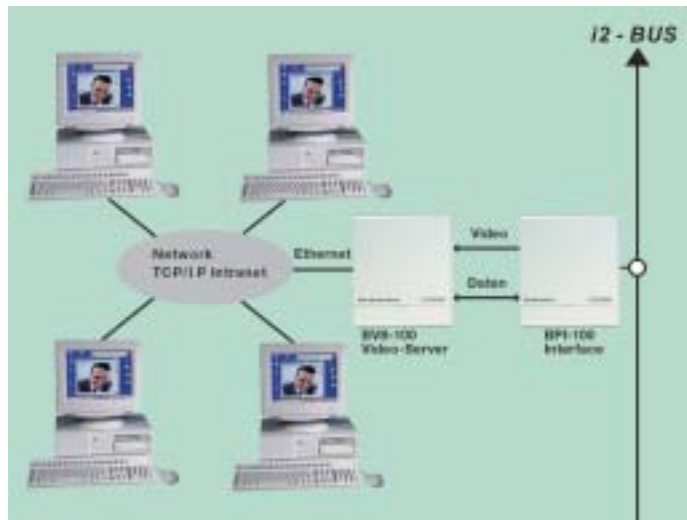 i2 - BUS
Network
TCP/I.P Intranet
Ethernet
Video
Daten
BVS-100
Video-Server
BPI-100
Interface